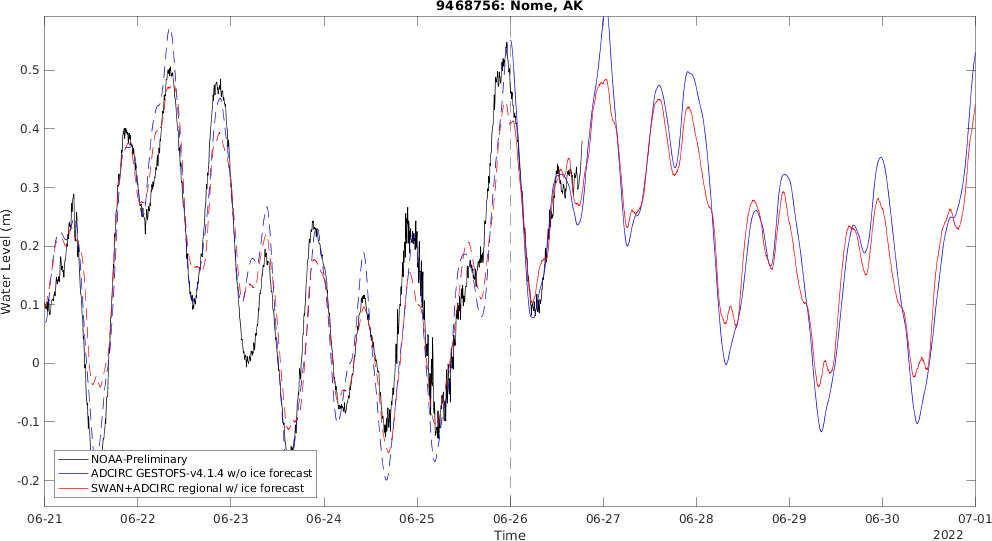 9468756: Nome, AK
Water Level (m)
0.5
0.4
0.3
0.2
0.1
0
-0.1
-0.2
NOAA-Preliminary
ADCIRC GESTOFS-v4.1.4 w/o ice forecast
SWAN+ADCIRC regional w/ ice forecast
06-21 06-22 06-23 06-24 06-25 06-26 06-27 06-28 06-29 06-30 07-01
Time
2022